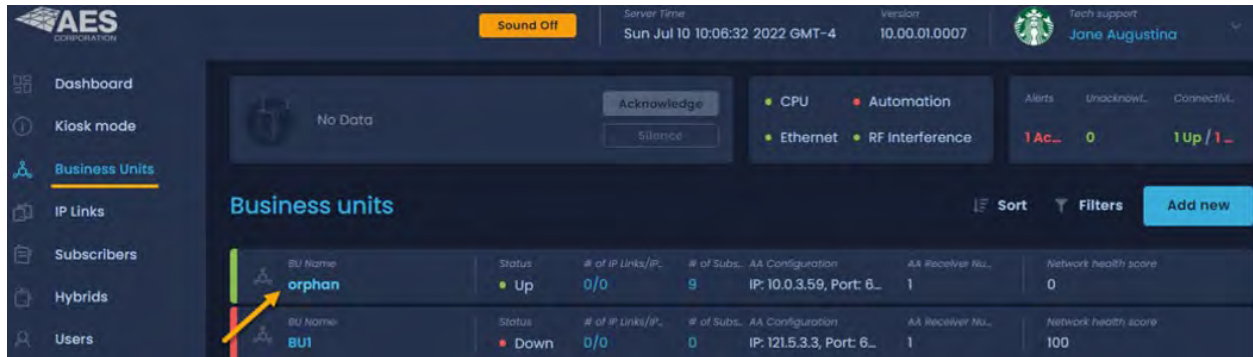 AES
CORPORATION
Sound Off
Server Time
Sun Jul 10 10:06:32 2022 GMT-4
Version
10.00.01.0007
Tech support
Jane Augustina
Dashboard
Kiosk mode
Business Units
IP Links
Subscribers
Hybrids
Users
No Data
Acknowledge
Silence
CPU
Automation
Ethernet
RF Interference
Alerts Unacknowl... Connectivi...
1 Ac... 0 1 Up / 1 ...
Business units
Sort
Filters
Add new
BU Name Status # of IP Links/IP... # of Subs... AA Configuration AA Receiver Nu... Network health score
orphan Up 0/0 9 IP: 10.0.3.59, Port: 6... 1 0
BU Name Status # of IP Links/IP... # of Subs... AA Configuration AA Receiver Nu... Network health score
BU1 Down 0/0 0 IP: 121.5.3.3, Port: 6... 1 100